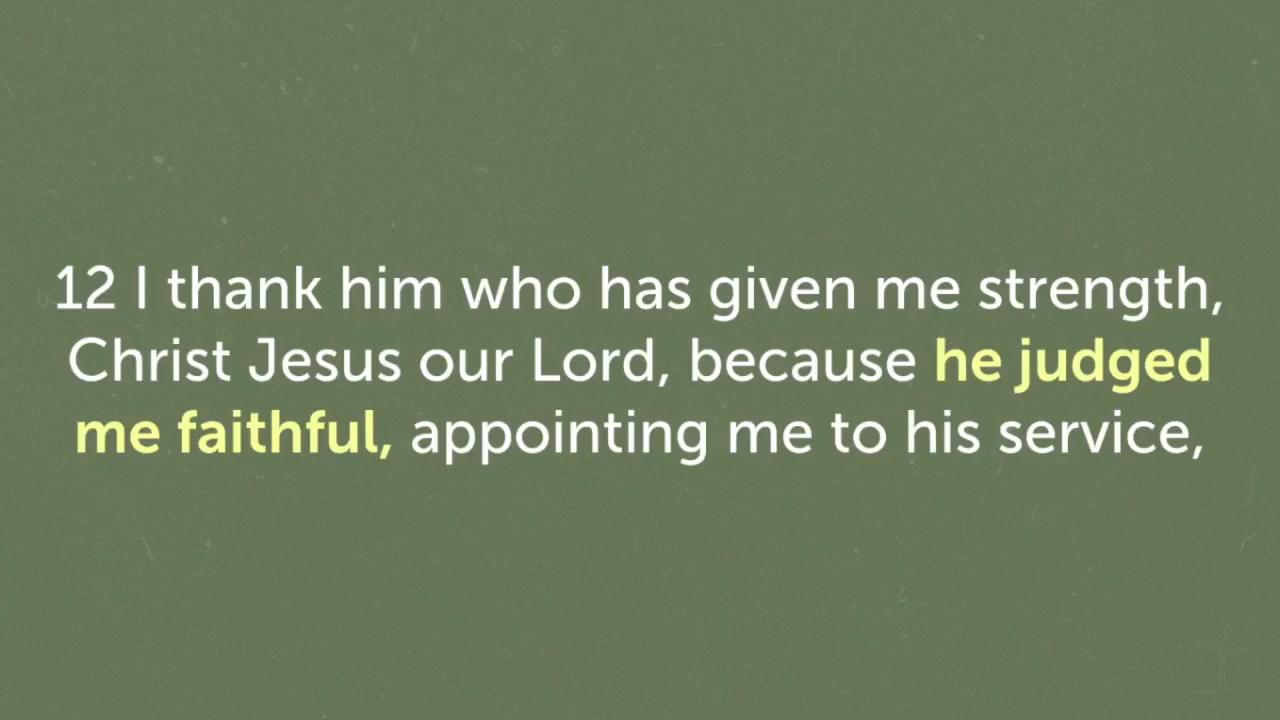 12 I thank him who has given me strength,
Christ Jesus our Lord, because he judged
me faithful, appointing me to his service,